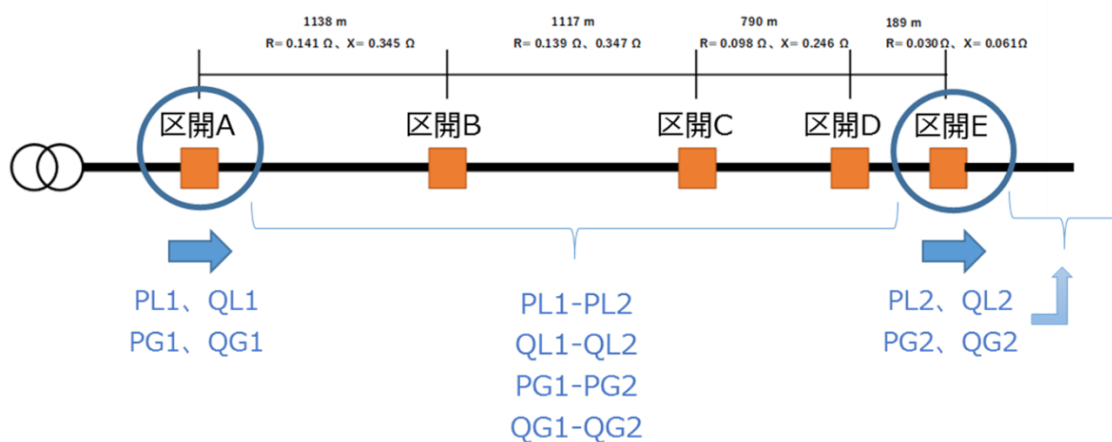 1138 m
R= 0.141 Ω、X= 0.345 Ω
1117 m
R= 0.139 Ω、0.347 Ω
790 m
R= 0.098 Ω、X= 0.246 Ω
189 m
R= 0.030 Ω、X= 0.061Ω
区開A
区開B
区開C
区開D
区開E
PL1、QL1
PG1、QG1
PL1-PL2
QL1-QL2
PG1-PG2
QG1-QG2
PL2、QL2
PG2、QG2